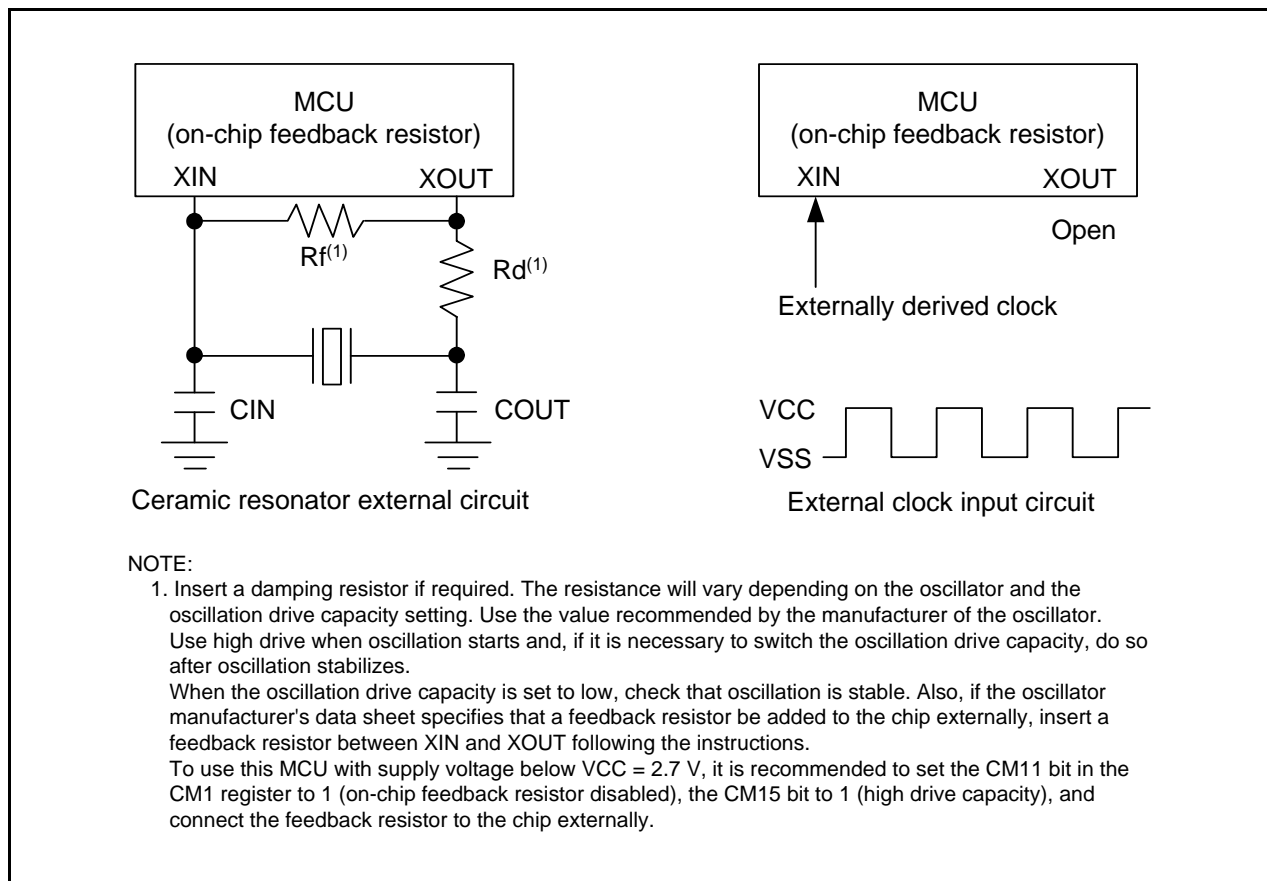 MCU
(on-chip feedback resistor)
XIN
XOUT
Rf(1)
Rd(1)
CIN
COUT
Ceramic resonator external circuit
MCU
(on-chip feedback resistor)
XIN
XOUT
Open
Externally derived clock
VCC
VSS
External clock input circuit
NOTE:
1. Insert a damping resistor if required. The resistance will vary depending on the oscillator and the
oscillation drive capacity setting. Use the value recommended by the manufacturer of the oscillator.
Use high drive when oscillation starts and, if it is necessary to switch the oscillation drive capacity, do so
after oscillation stabilizes.
When the oscillation drive capacity is set to low, check that oscillation is stable. Also, if the oscillator
manufacturer's data sheet specifies that a feedback resistor be added to the chip externally, insert a
feedback resistor between XIN and XOUT following the instructions.
To use this MCU with supply voltage below VCC = 2.7 V, it is recommended to set the CM11 bit in the
CM1 register to 1 (on-chip feedback resistor disabled), the CM15 bit to 1 (high drive capacity), and
connect the feedback resistor to the chip externally.